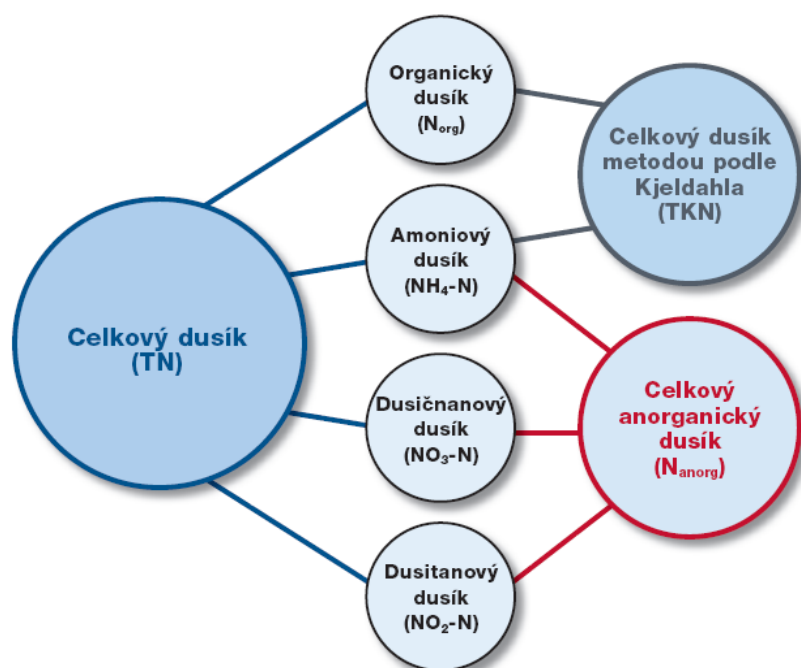 Organický
dusík
(Norg)
Celkový dusík
metodou podle
Kjeldahla
(TKN)
Amoniový
dusík
(NH₄-N)
Celkový dusík
(TN)
Dusičnanový
dusík
(NO₃-N)
Celkový
anorganický
dusík
(Nanorg)
Dusitanový
dusík
(NO₂-N)